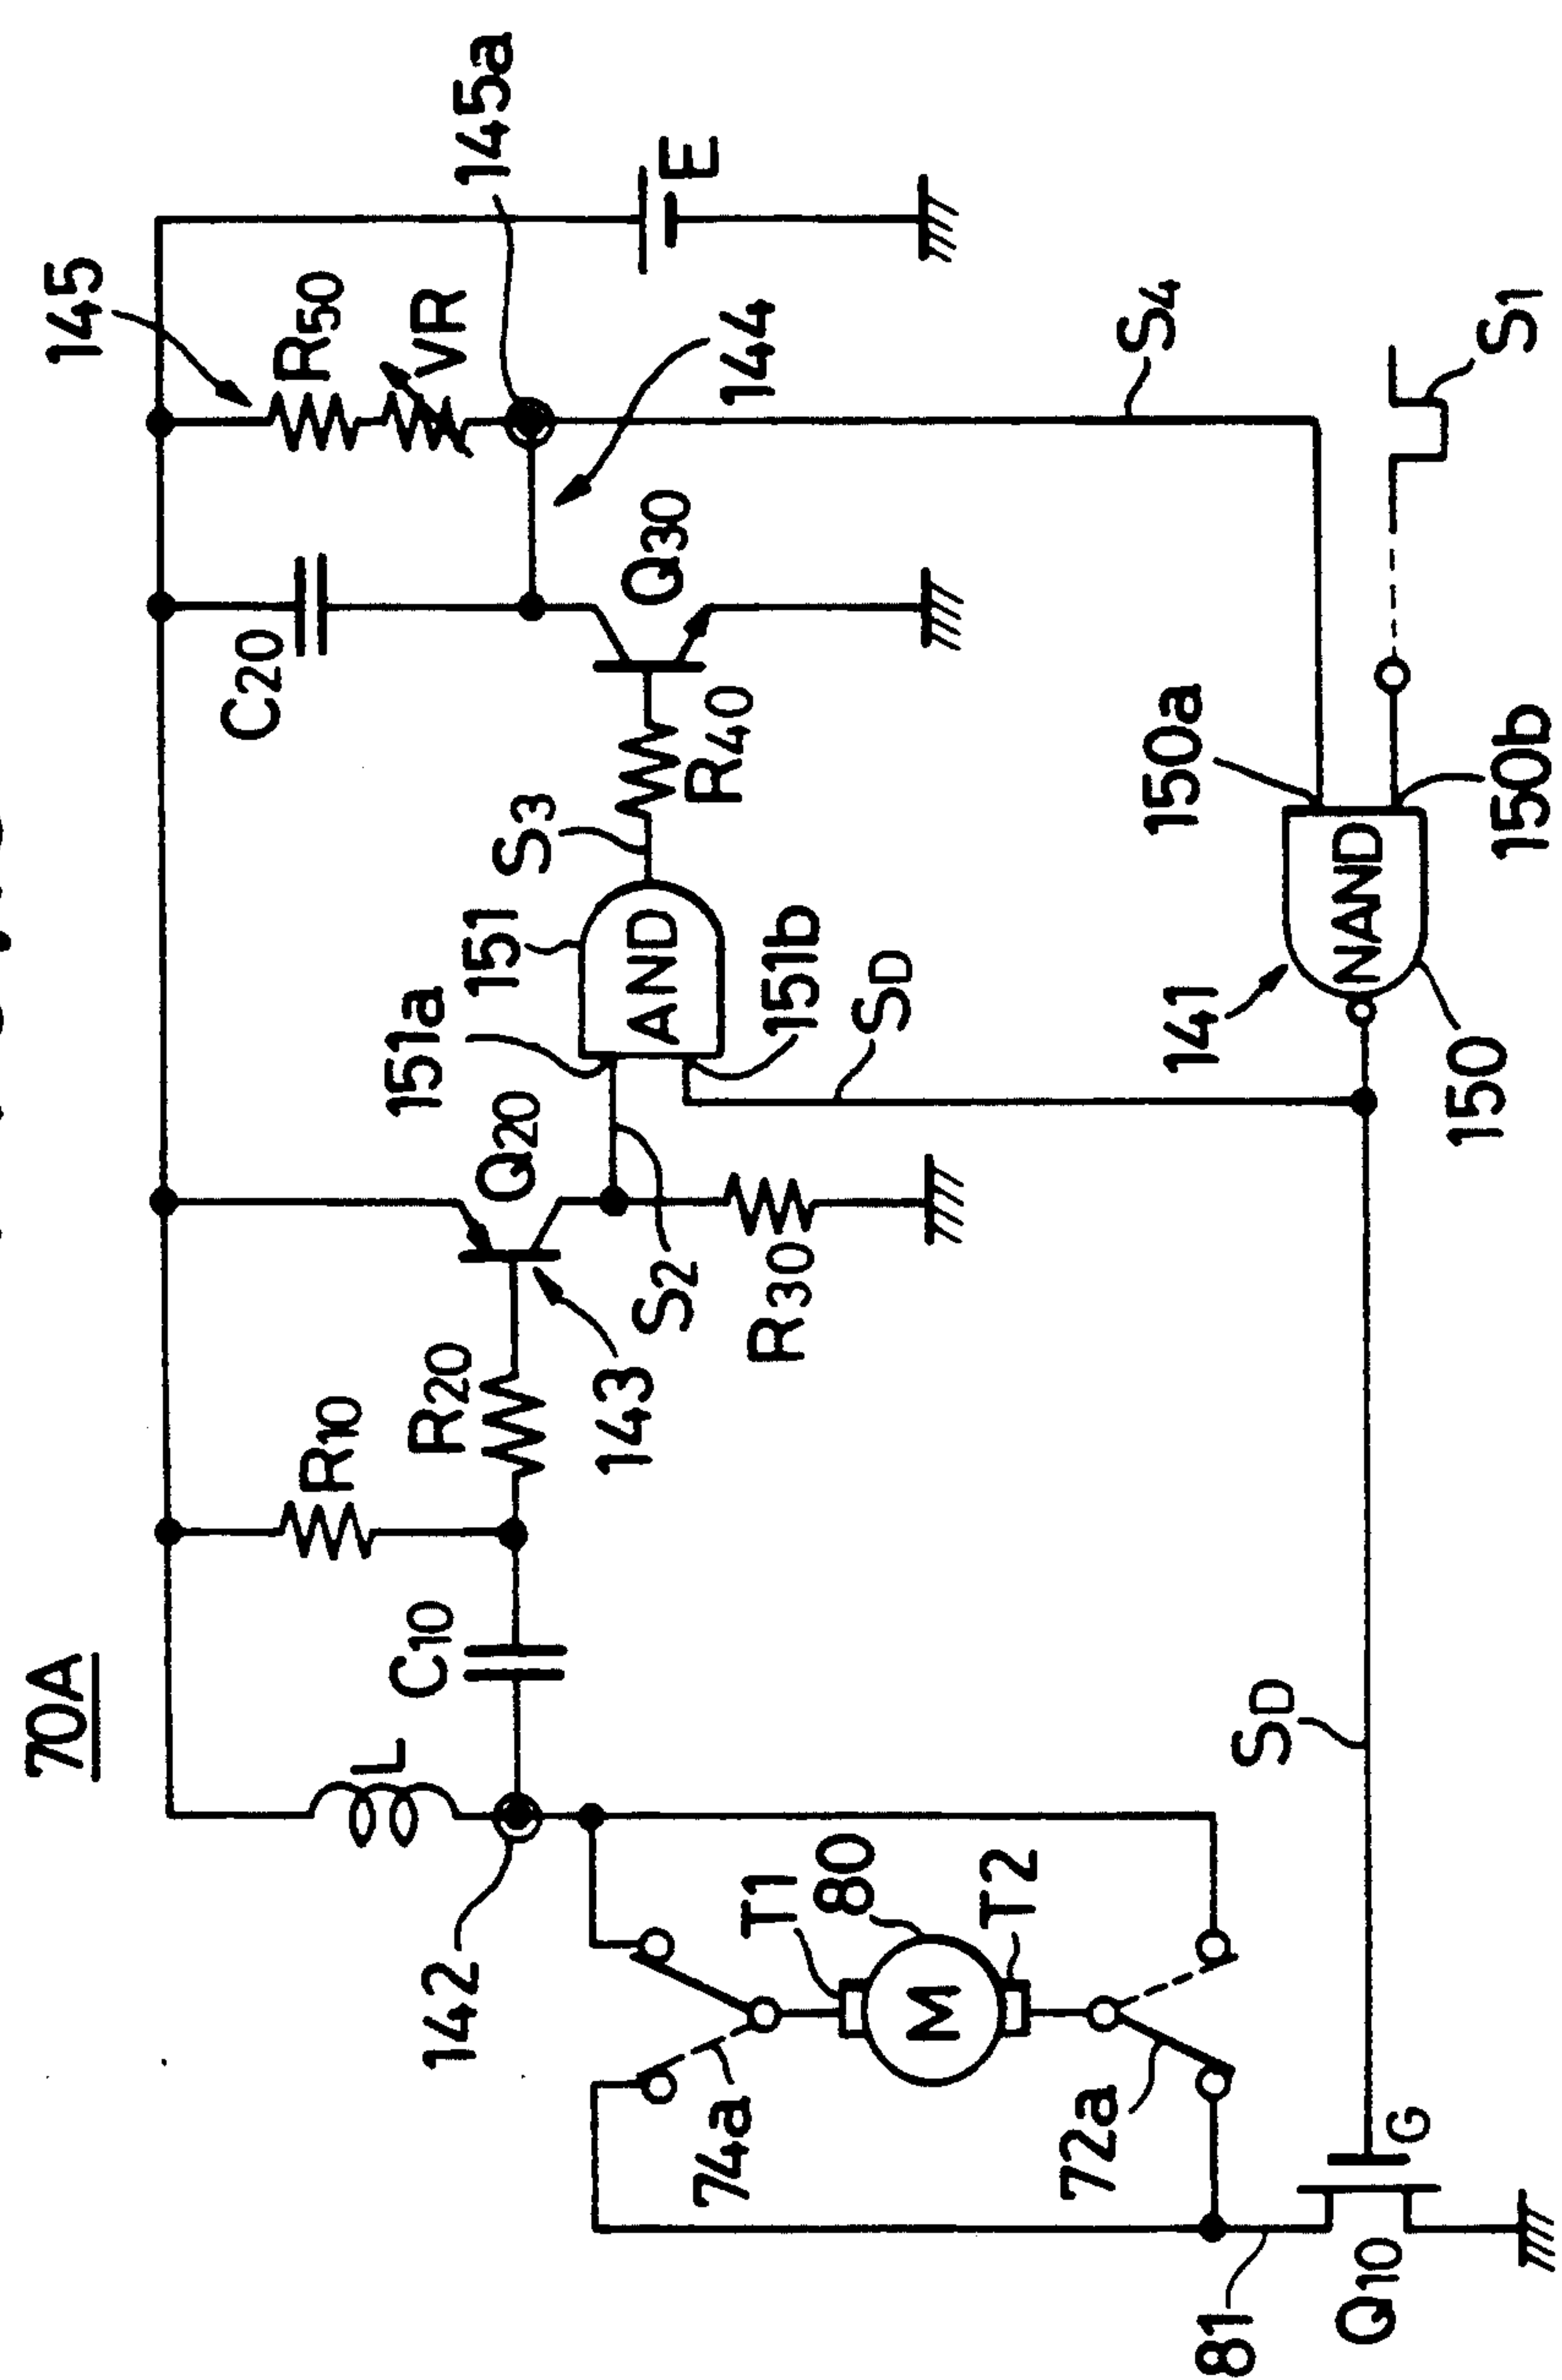 70A
145
R50
VR
145a
E
C20
144
Q30
R40
S3
151
151a
AND
151b
SD
S4
S1
150a
150b
NAND
141
150
Q20
S2
R30
143
R20
R10
C10
L
142
T1
80
M
T2
74a
72a
SD
G
81
Q10